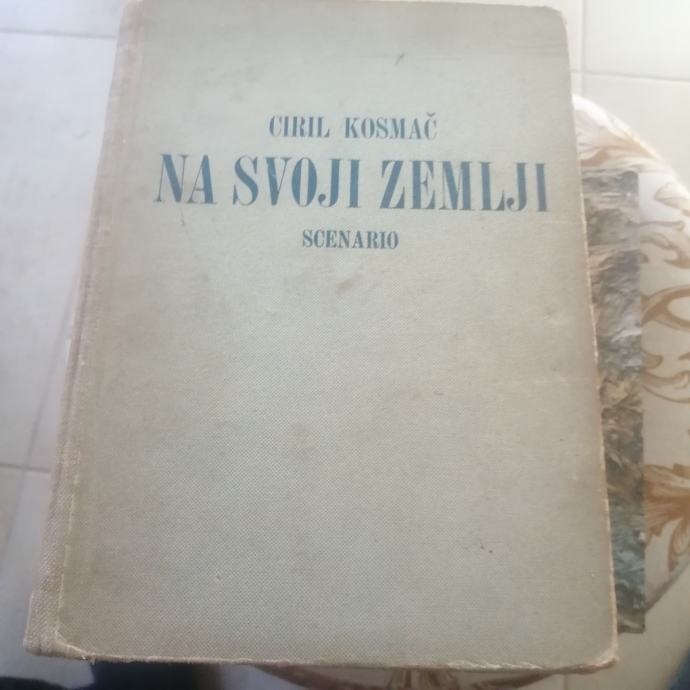 CIRIL KOSMAČ
NA SVOJI ZEMLJI
SCENARIO